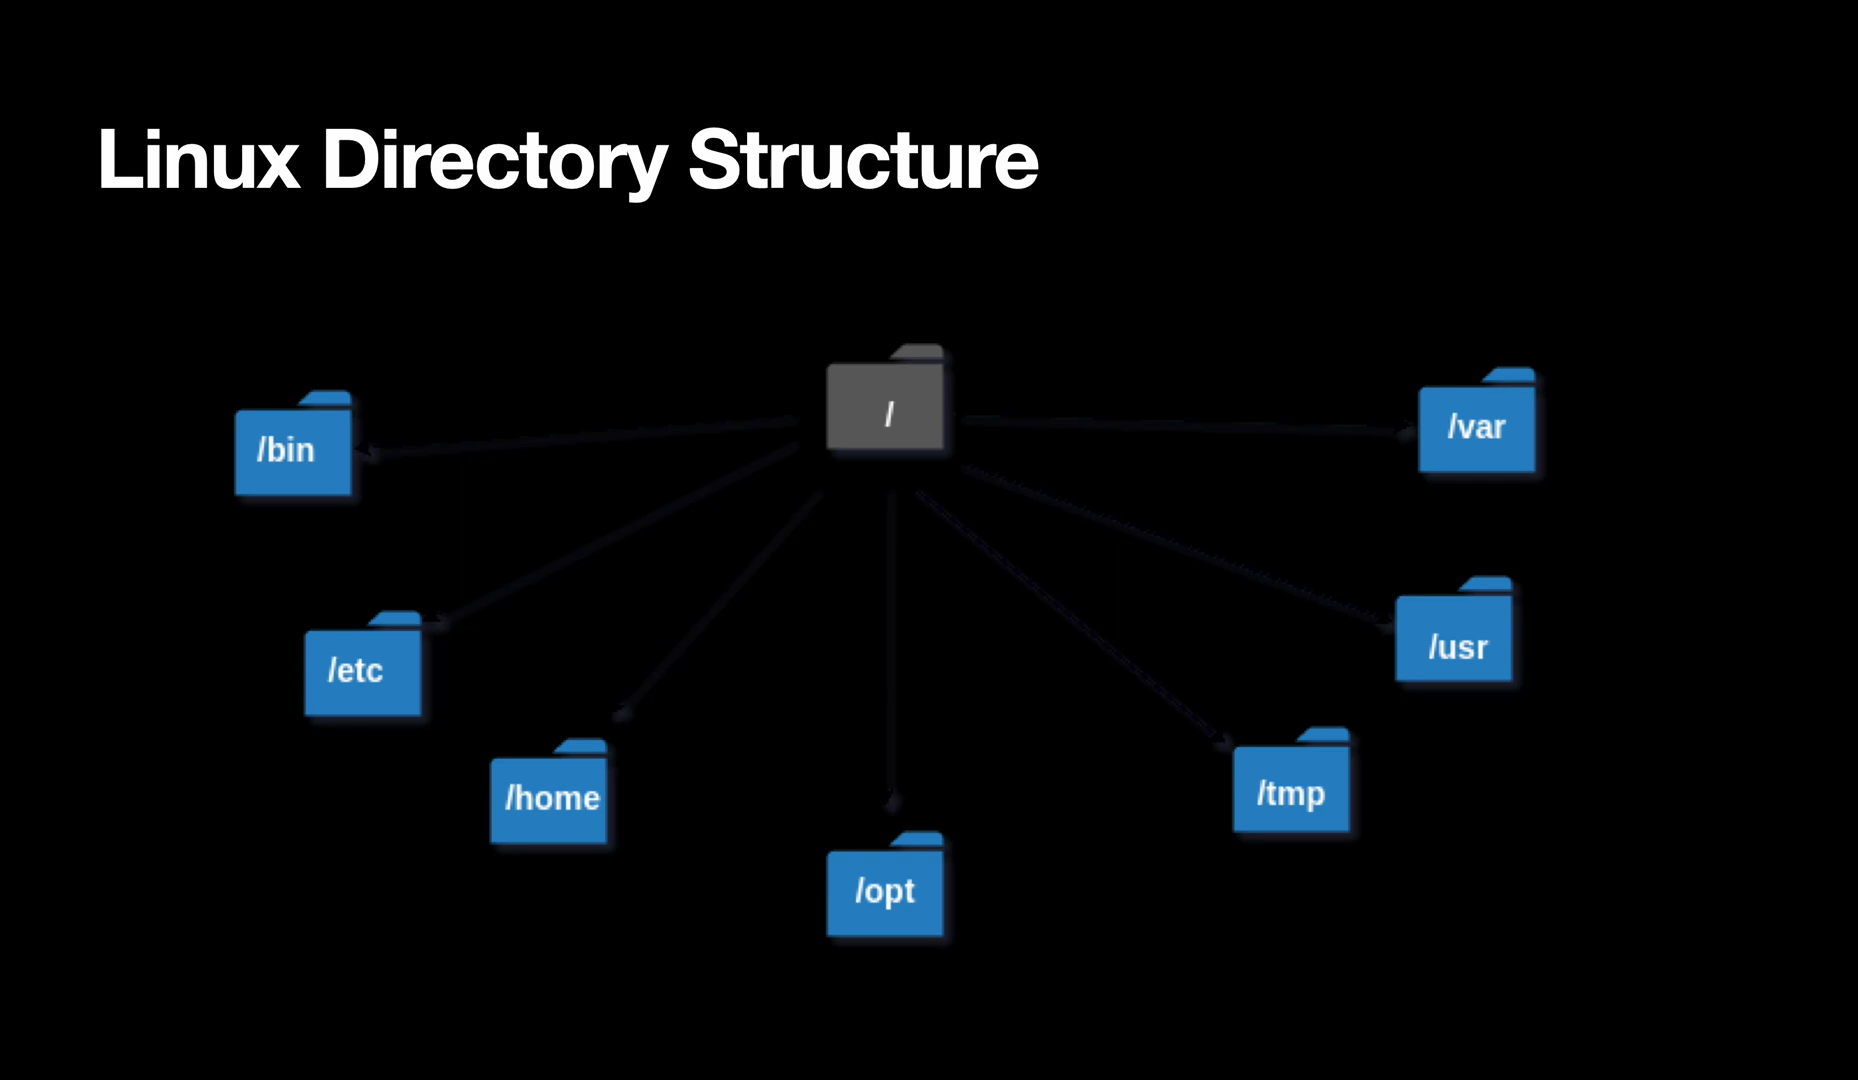 Linux Directory Structure
/
/bin
/var
/etc
/usr
/home
/tmp
/opt